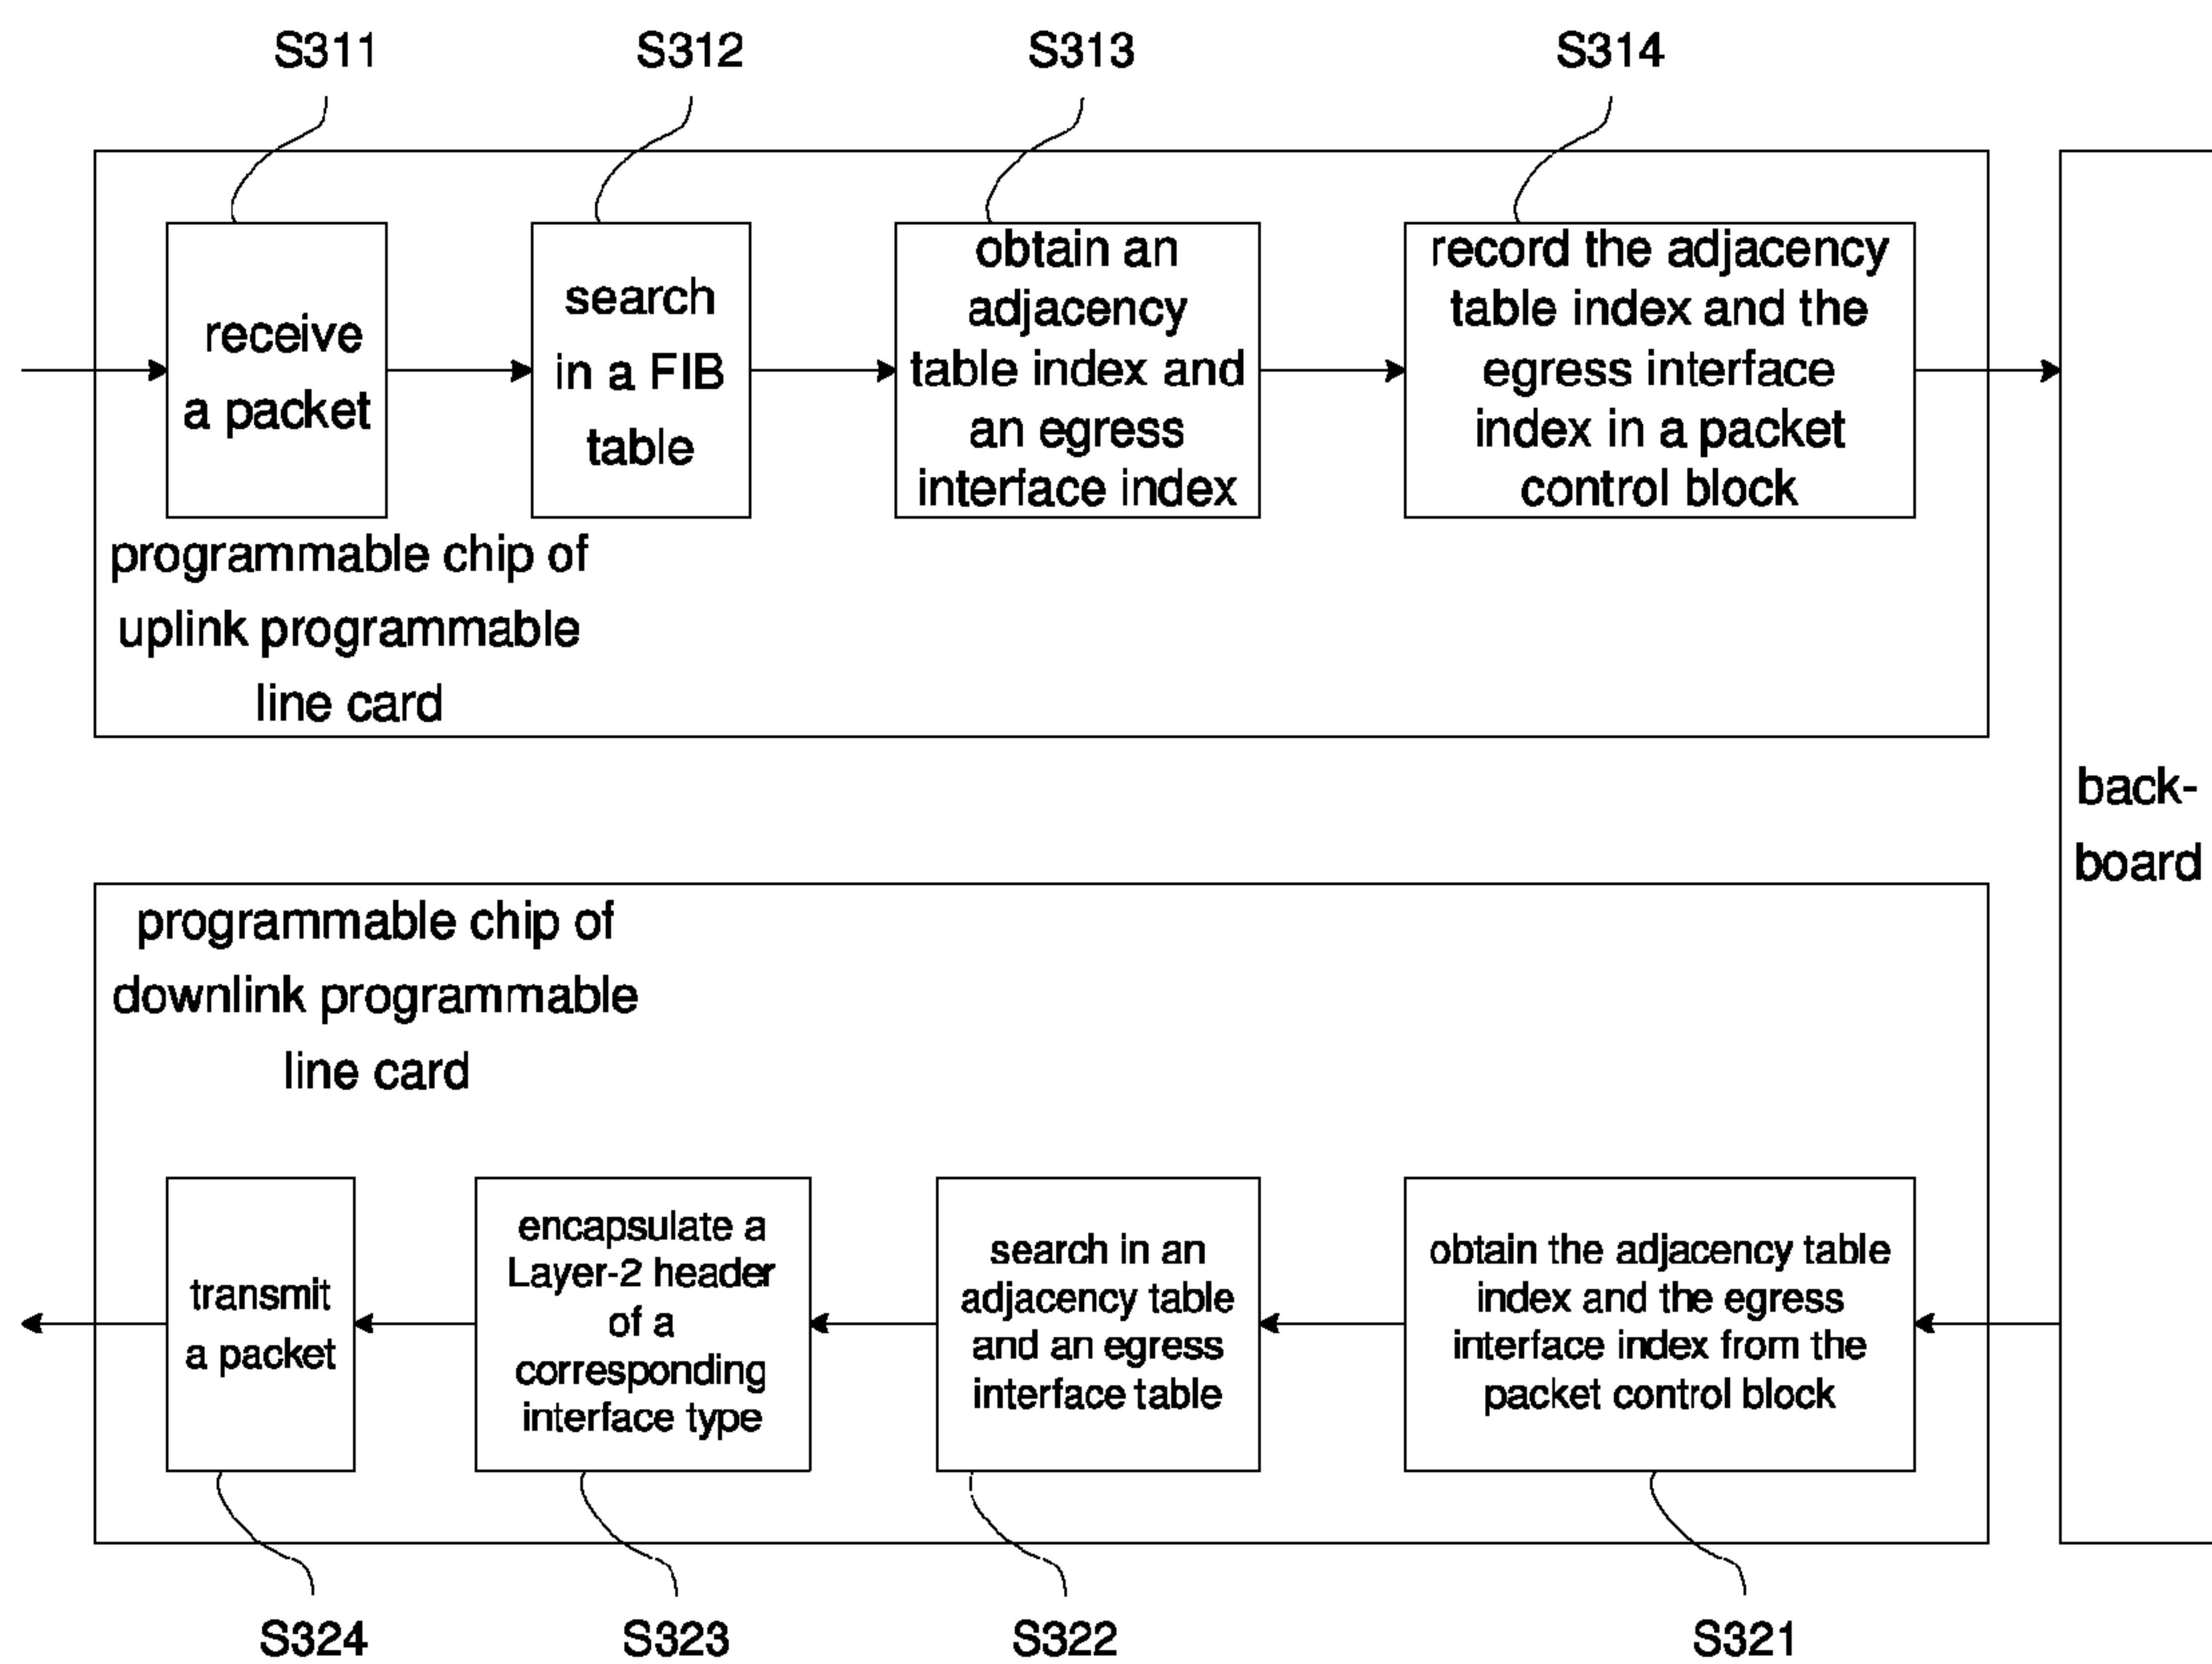 S311
S312
S313
S314
receive
a packet
search
in a FIB
table
obtain an
adjacency
table index and
an egress
interface index
record the adjacency
table index and the
egress interface
index in a packet
control block
programmable chip of
uplink programmable
line card
back-
board
programmable chip of
downlink programmable
line card
transmit
a packet
encapsulate a
Layer-2 header
of a
corresponding
interface type
search in an
adjacency table
and an egress
interface table
obtain the adjacency table
index and the egress
interface index from the
packet control block
S324
S323
S322
S321